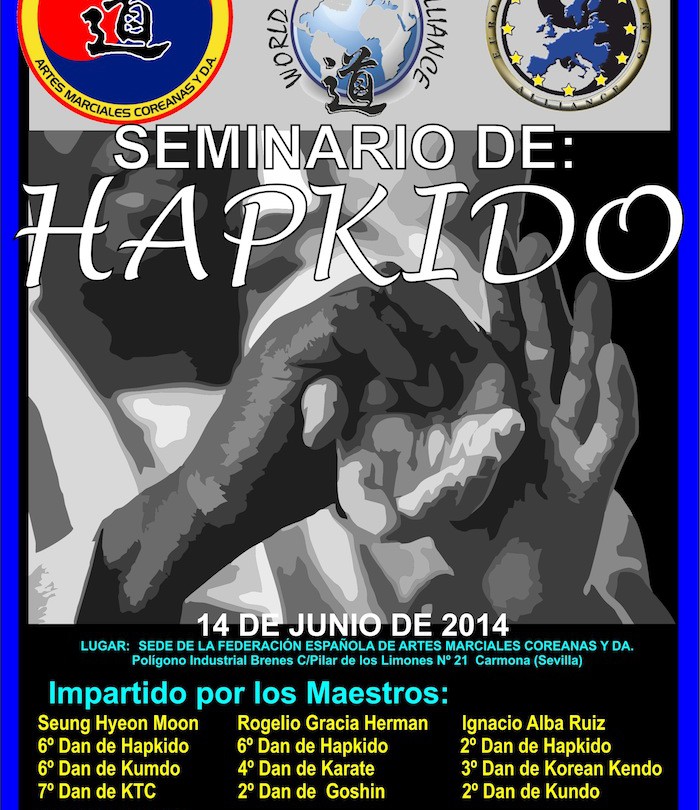 道
ARTES MARCIALES COREANAS Y D.A.
WORLD
LLIANCE
道
SEMINARIO DE:
HAPKIDO
14 DE JUNIO DE 2014
LUGAR: SEDE DE LA FEDERACIÓN ESPAÑOLA DE ARTES MARCIALES COREANAS Y DA.
Polígono Industrial Brenes C/Pilar de los Limones Nº 21 Carmona (Sevilla)
Impartido por los Maestros:
Seung Hyeon Moon Rogelio Gracia Herman Ignacio Alba Ruiz
6º Dan de Hapkido 6º Dan de Hapkido 2º Dan de Hapkido
6º Dan de Kumdo 4º Dan de Karate 3º Dan de Korean Kendo
7º Dan de KTC 2º Dan de Goshin 2º Dan de Kundo